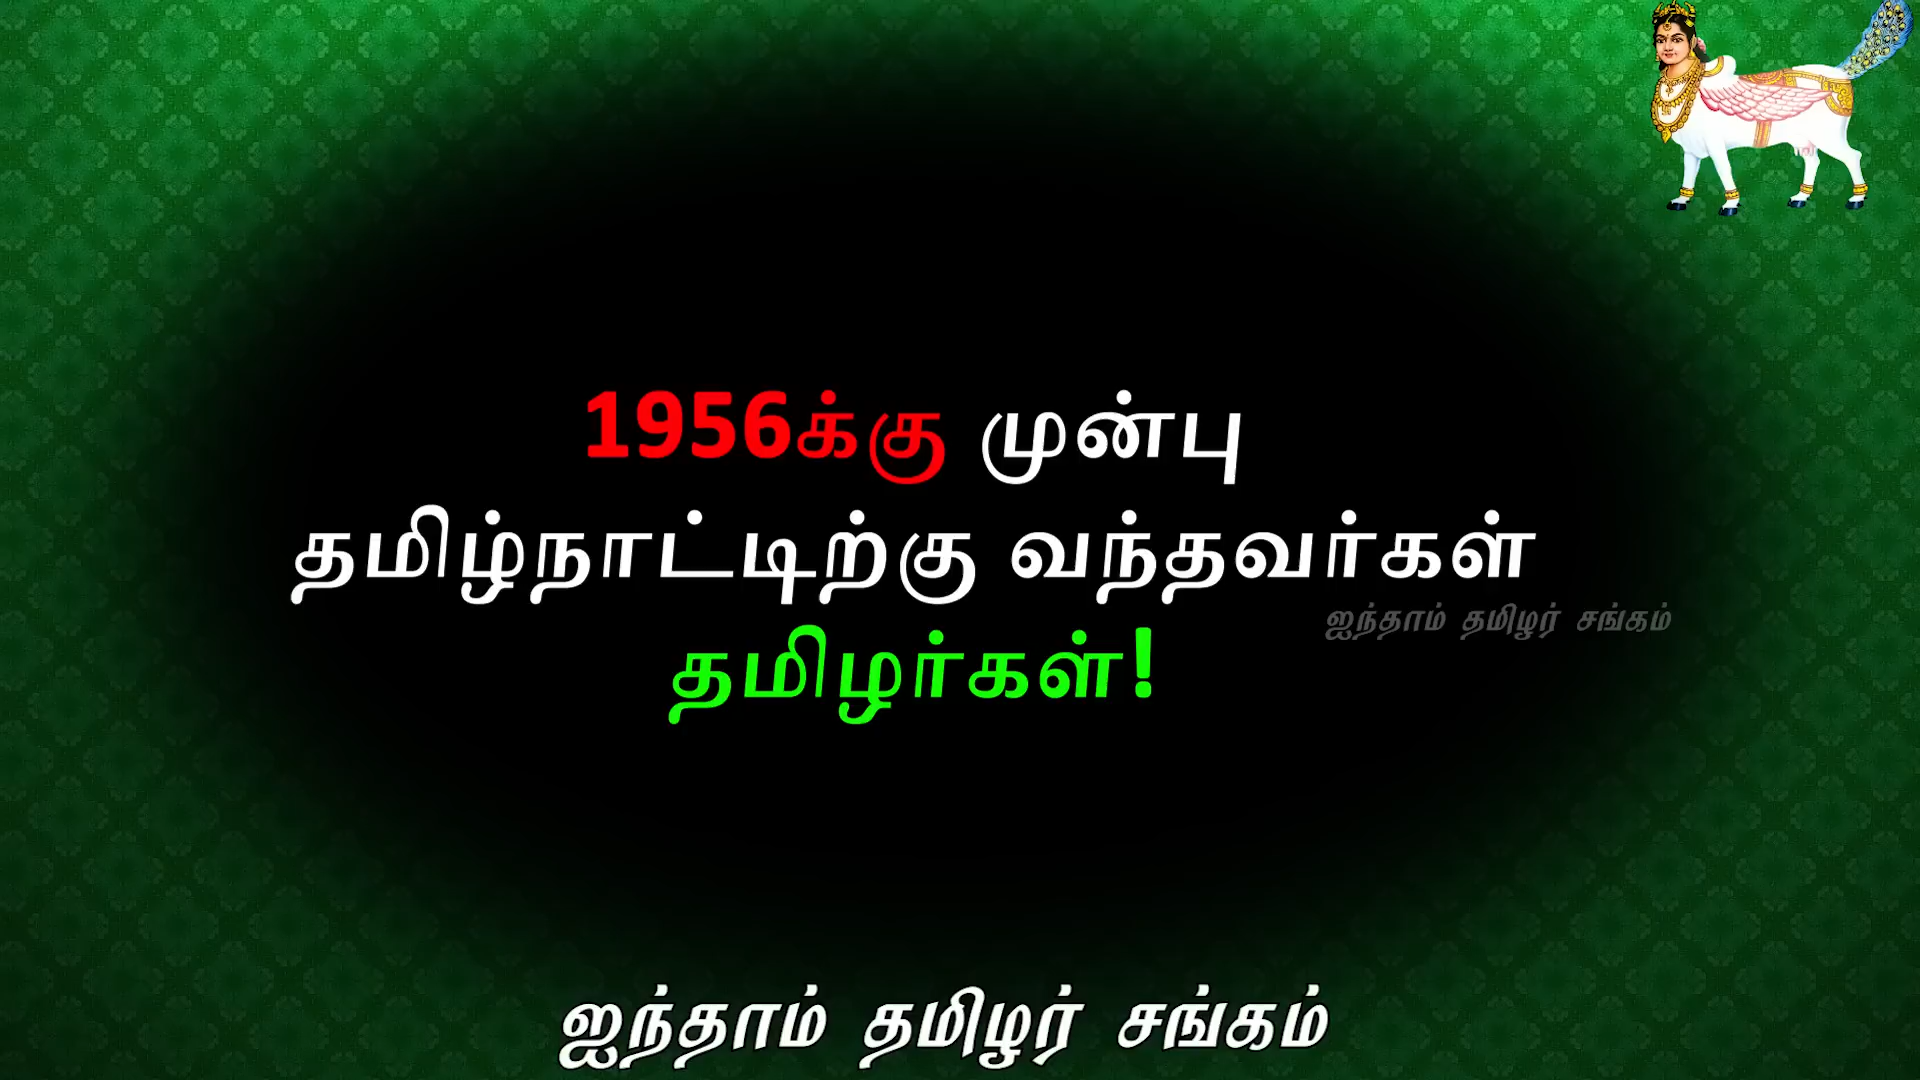 1956க்கு முன்பு
தமிழ்நாட்டிற்கு வந்தவர்கள்
ஐந்தாம் தமிழர் சங்கம்
தமிழர்கள்!
ஐந்தாம் தமிழர் சங்கம்